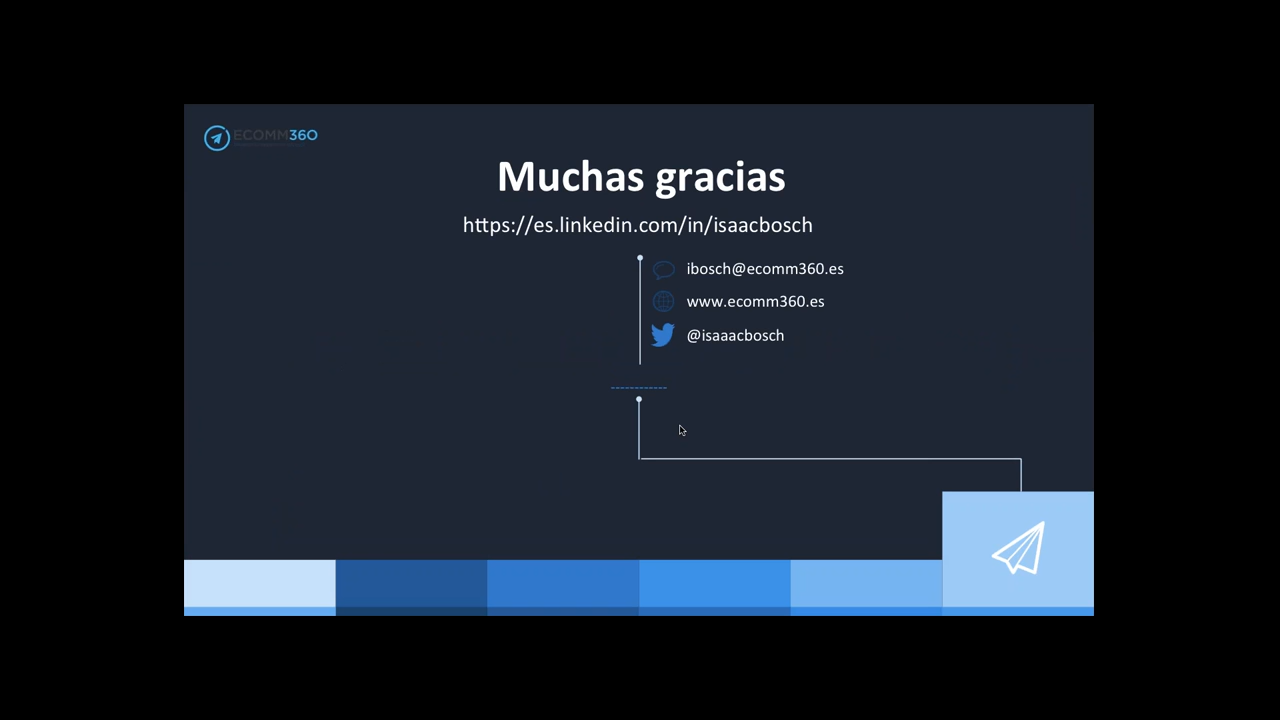 ECOMM360
Muchas gracias
https://es.linkedin.com/in/isaacbosch
ibosch@ecomm360.es
www.ecomm360.es
@isaaacbosch